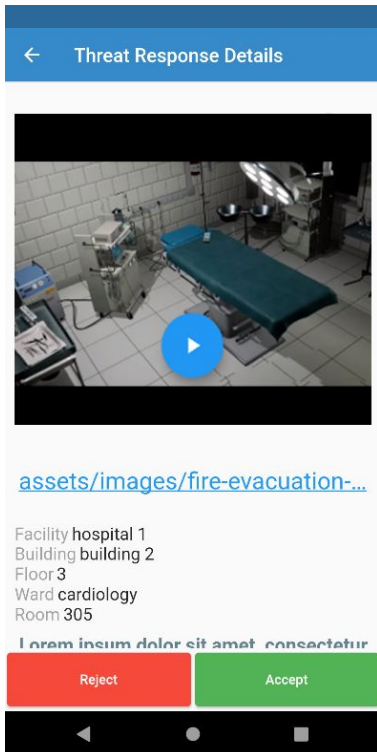 Threat Response Details
assets/images/fire-evacuation-...
Facility hospital 1
Building building 2
Floor 3
Ward cardiology
Room 305
Lorem ipsum dolor sit amet, consectetur
Reject
Accept